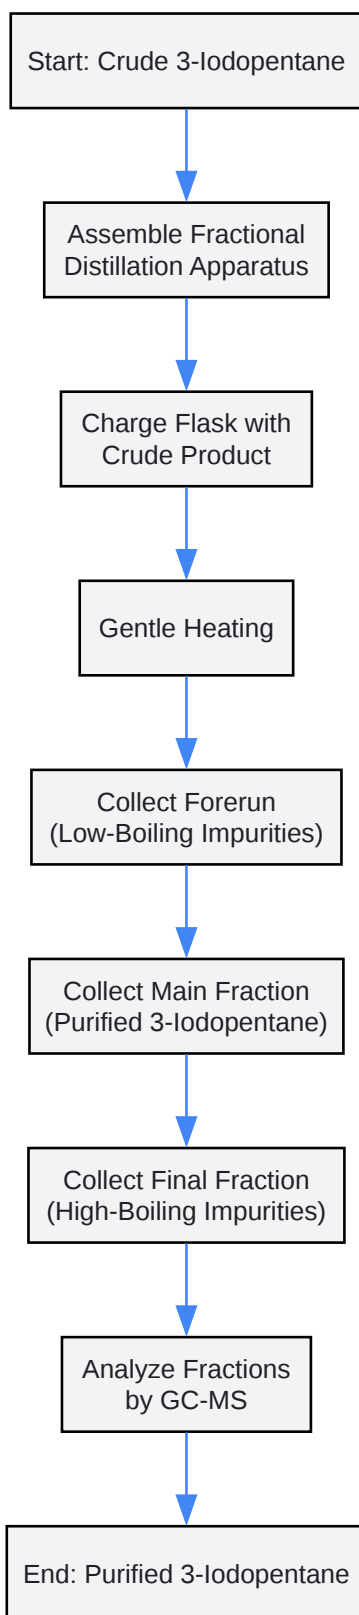 Start: Crude 3-Iodopentane
Assemble Fractional
Distillation Apparatus
Charge Flask with
Crude Product
Gentle Heating
Collect Forerun
(Low-Boiling Impurities)
Collect Main Fraction
(Purified 3-Iodopentane)
Collect Final Fraction
(High-Boiling Impurities)
Analyze Fractions
by GC-MS
End: Purified 3-Iodopentane